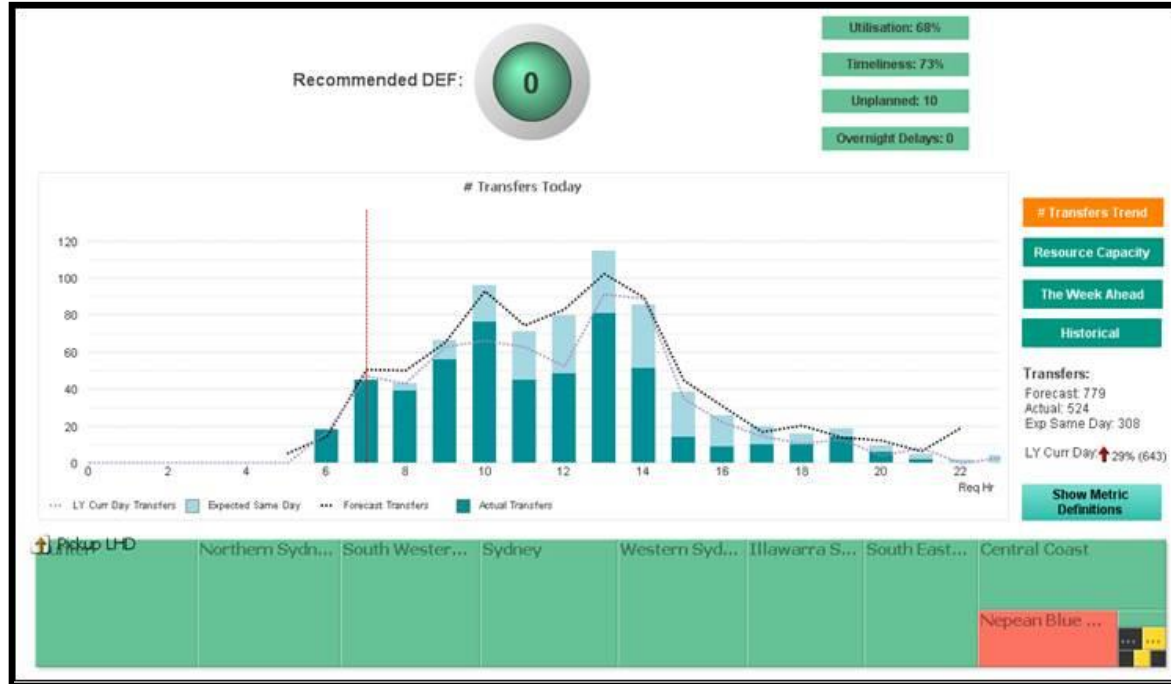 Recommended DEF:
0
Utilisation: 68%
Timeliness: 73%
Unplanned: 10
Overnight Delays: 0
# Transfers Today
120
100
80
60
40
20
0
0 2 4 6 8 10 12 14 16 18 20 22
Req Hr
LY Curr Day Transfers Expected Same Day Forecast Transfers Actual Transfers
# Transfers Trend
Resource Capacity
The Week Ahead
Historical
Transfers:
Forecast: 779
Actual: 524
Exp Same Day: 308
LY Curr Day: 29% (643)
Show Metric
Definitions
Pickup LHD
Northern Sydn... South Wester... Sydney Western Syd... Illawarra S... South East... Central Coast
Nepean Blue ...
... ...